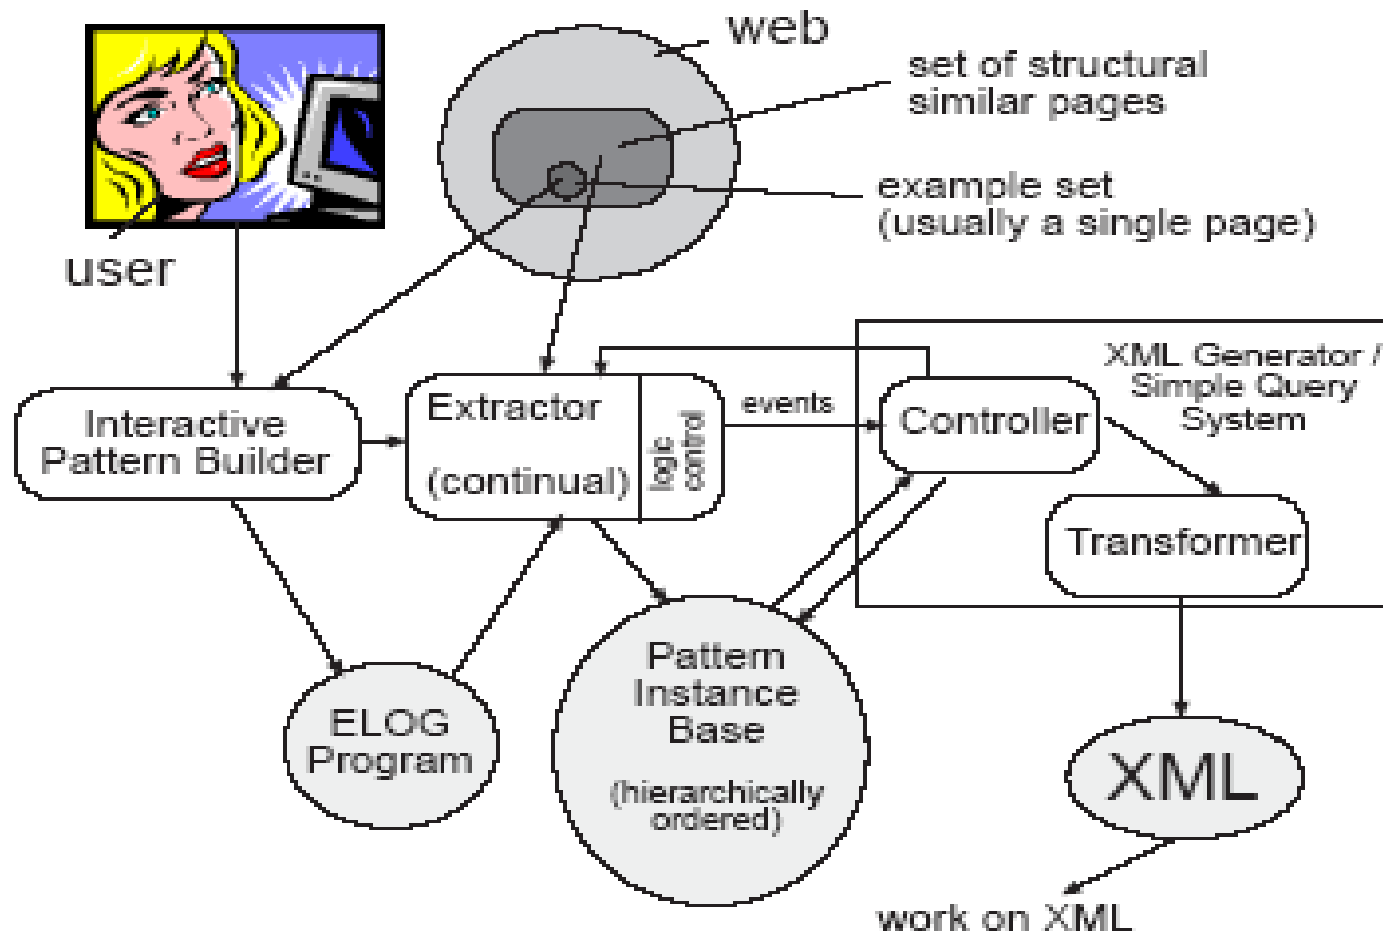 web
set of structural
similar pages
example set
(usually a single page)
user
XML Generator /
Simple Query
System
Interactive
Pattern Builder
Extractor
(continual)
logic
control
events
Controller
Transformer
ELOG
Program
Pattern
Instance
Base
(hierarchically
ordered)
XML
work on XML